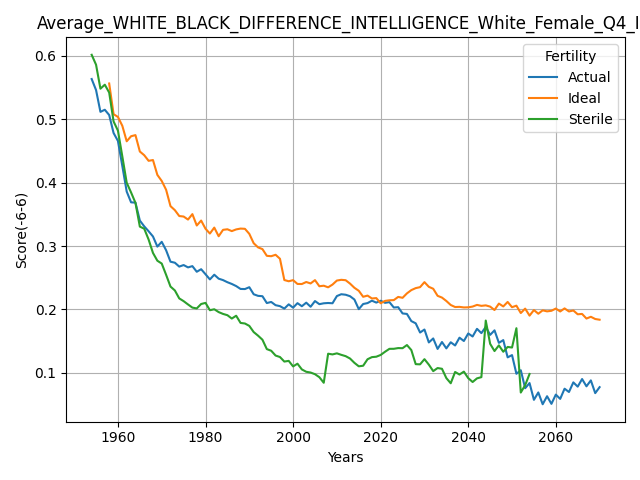 Average_WHITE_BLACK_DIFFERENCE_INTELLIGENCE_White_Female_Q4_
Fertility
Actual
Ideal
Sterile
Score(-6-6)
0.6
0.5
0.4
0.3
0.2
0.1
1960
1980
2000
2020
2040
2060
Years